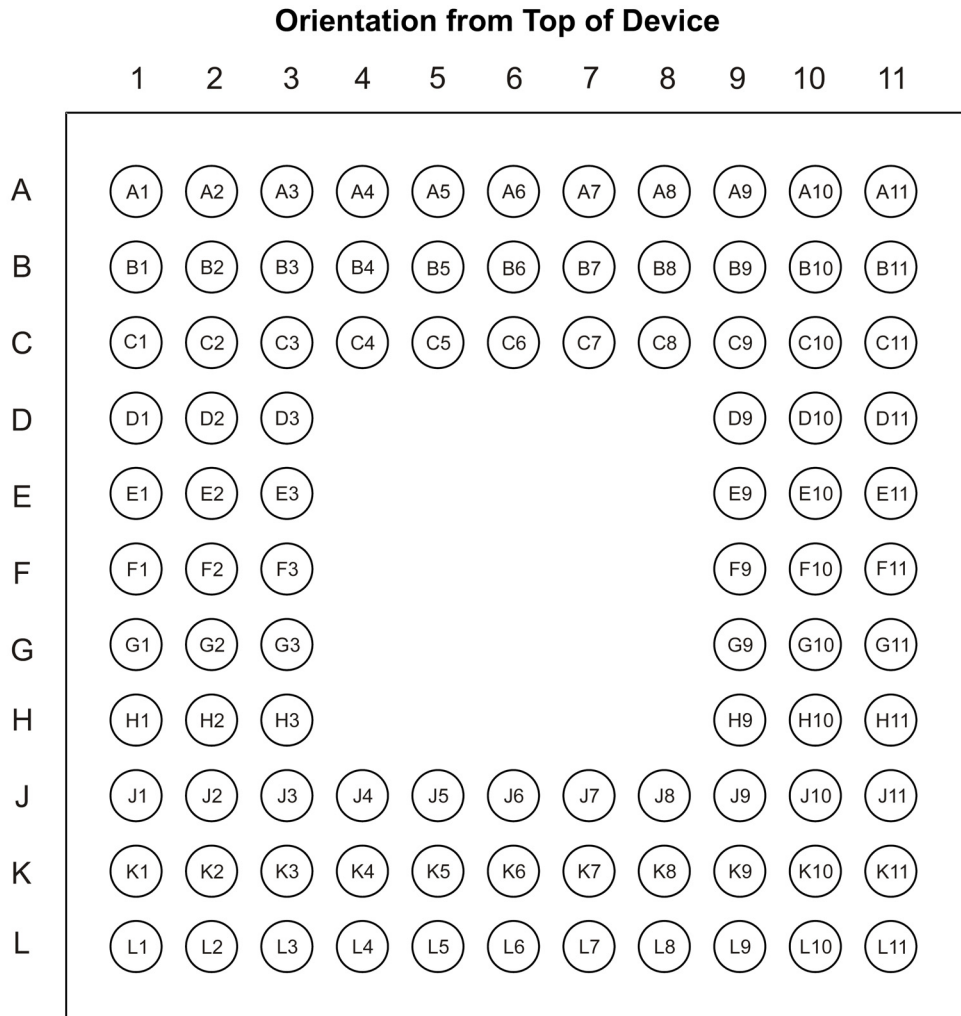 Orientation from Top of Device
1 2 3 4 5 6 7 8 9 10 11
A A1 A2 A3 A4 A5 A6 A7 A8 A9 A10 A11
B B1 B2 B3 B4 B5 B6 B7 B8 B9 B10 B11
C C1 C2 C3 C4 C5 C6 C7 C8 C9 C10 C11
D D1 D2 D3 D9 D10 D11
E E1 E2 E3 E9 E10 E11
F F1 F2 F3 F9 F10 F11
G G1 G2 G3 G9 G10 G11
H H1 H2 H3 H9 H10 H11
J J1 J2 J3 J4 J5 J6 J7 J8 J9 J10 J11
K K1 K2 K3 K4 K5 K6 K7 K8 K9 K10 K11
L L1 L2 L3 L4 L5 L6 L7 L8 L9 L10 L11